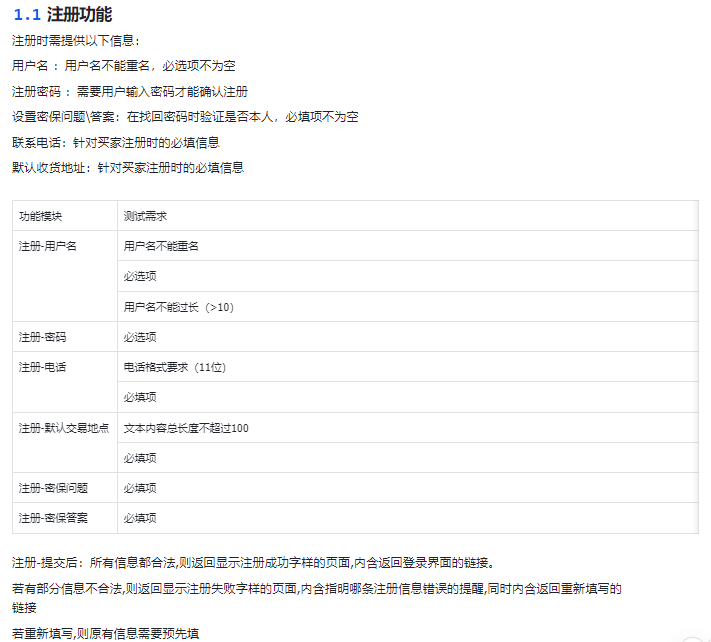 1.1 注册功能
注册时需提供以下信息：
用户名 ：用户名不能重名，必选项不为空
注册密码 ：需要用户输入密码才能确认注册
设置密保问题\答案：在找回密码时验证是否本人，必填项不为空
联系电话：针对买家注册时的必填信息
默认收货地址：针对买家注册时的必填信息
功能模块 测试需求
注册-用户名 用户名不能重名
必选项
用户名不能过长（>10）
注册-密码 必选项
注册-电话 电话格式要求（11位）
必填项
注册-默认交易地点 文本内容总长度不超过100
必填项
注册-密保问题 必填项
注册-密保答案 必填项
注册-提交后：所有信息都合法,则返回显示注册成功字样的页面,内含返回登录界面的链接。
若有部分信息不合法,则返回显示注册失败字样的页面,内含指明哪条注册信息错误的提醒,同时内含返回重新填写的
链接
若重新填写,则原有信息需要预先填